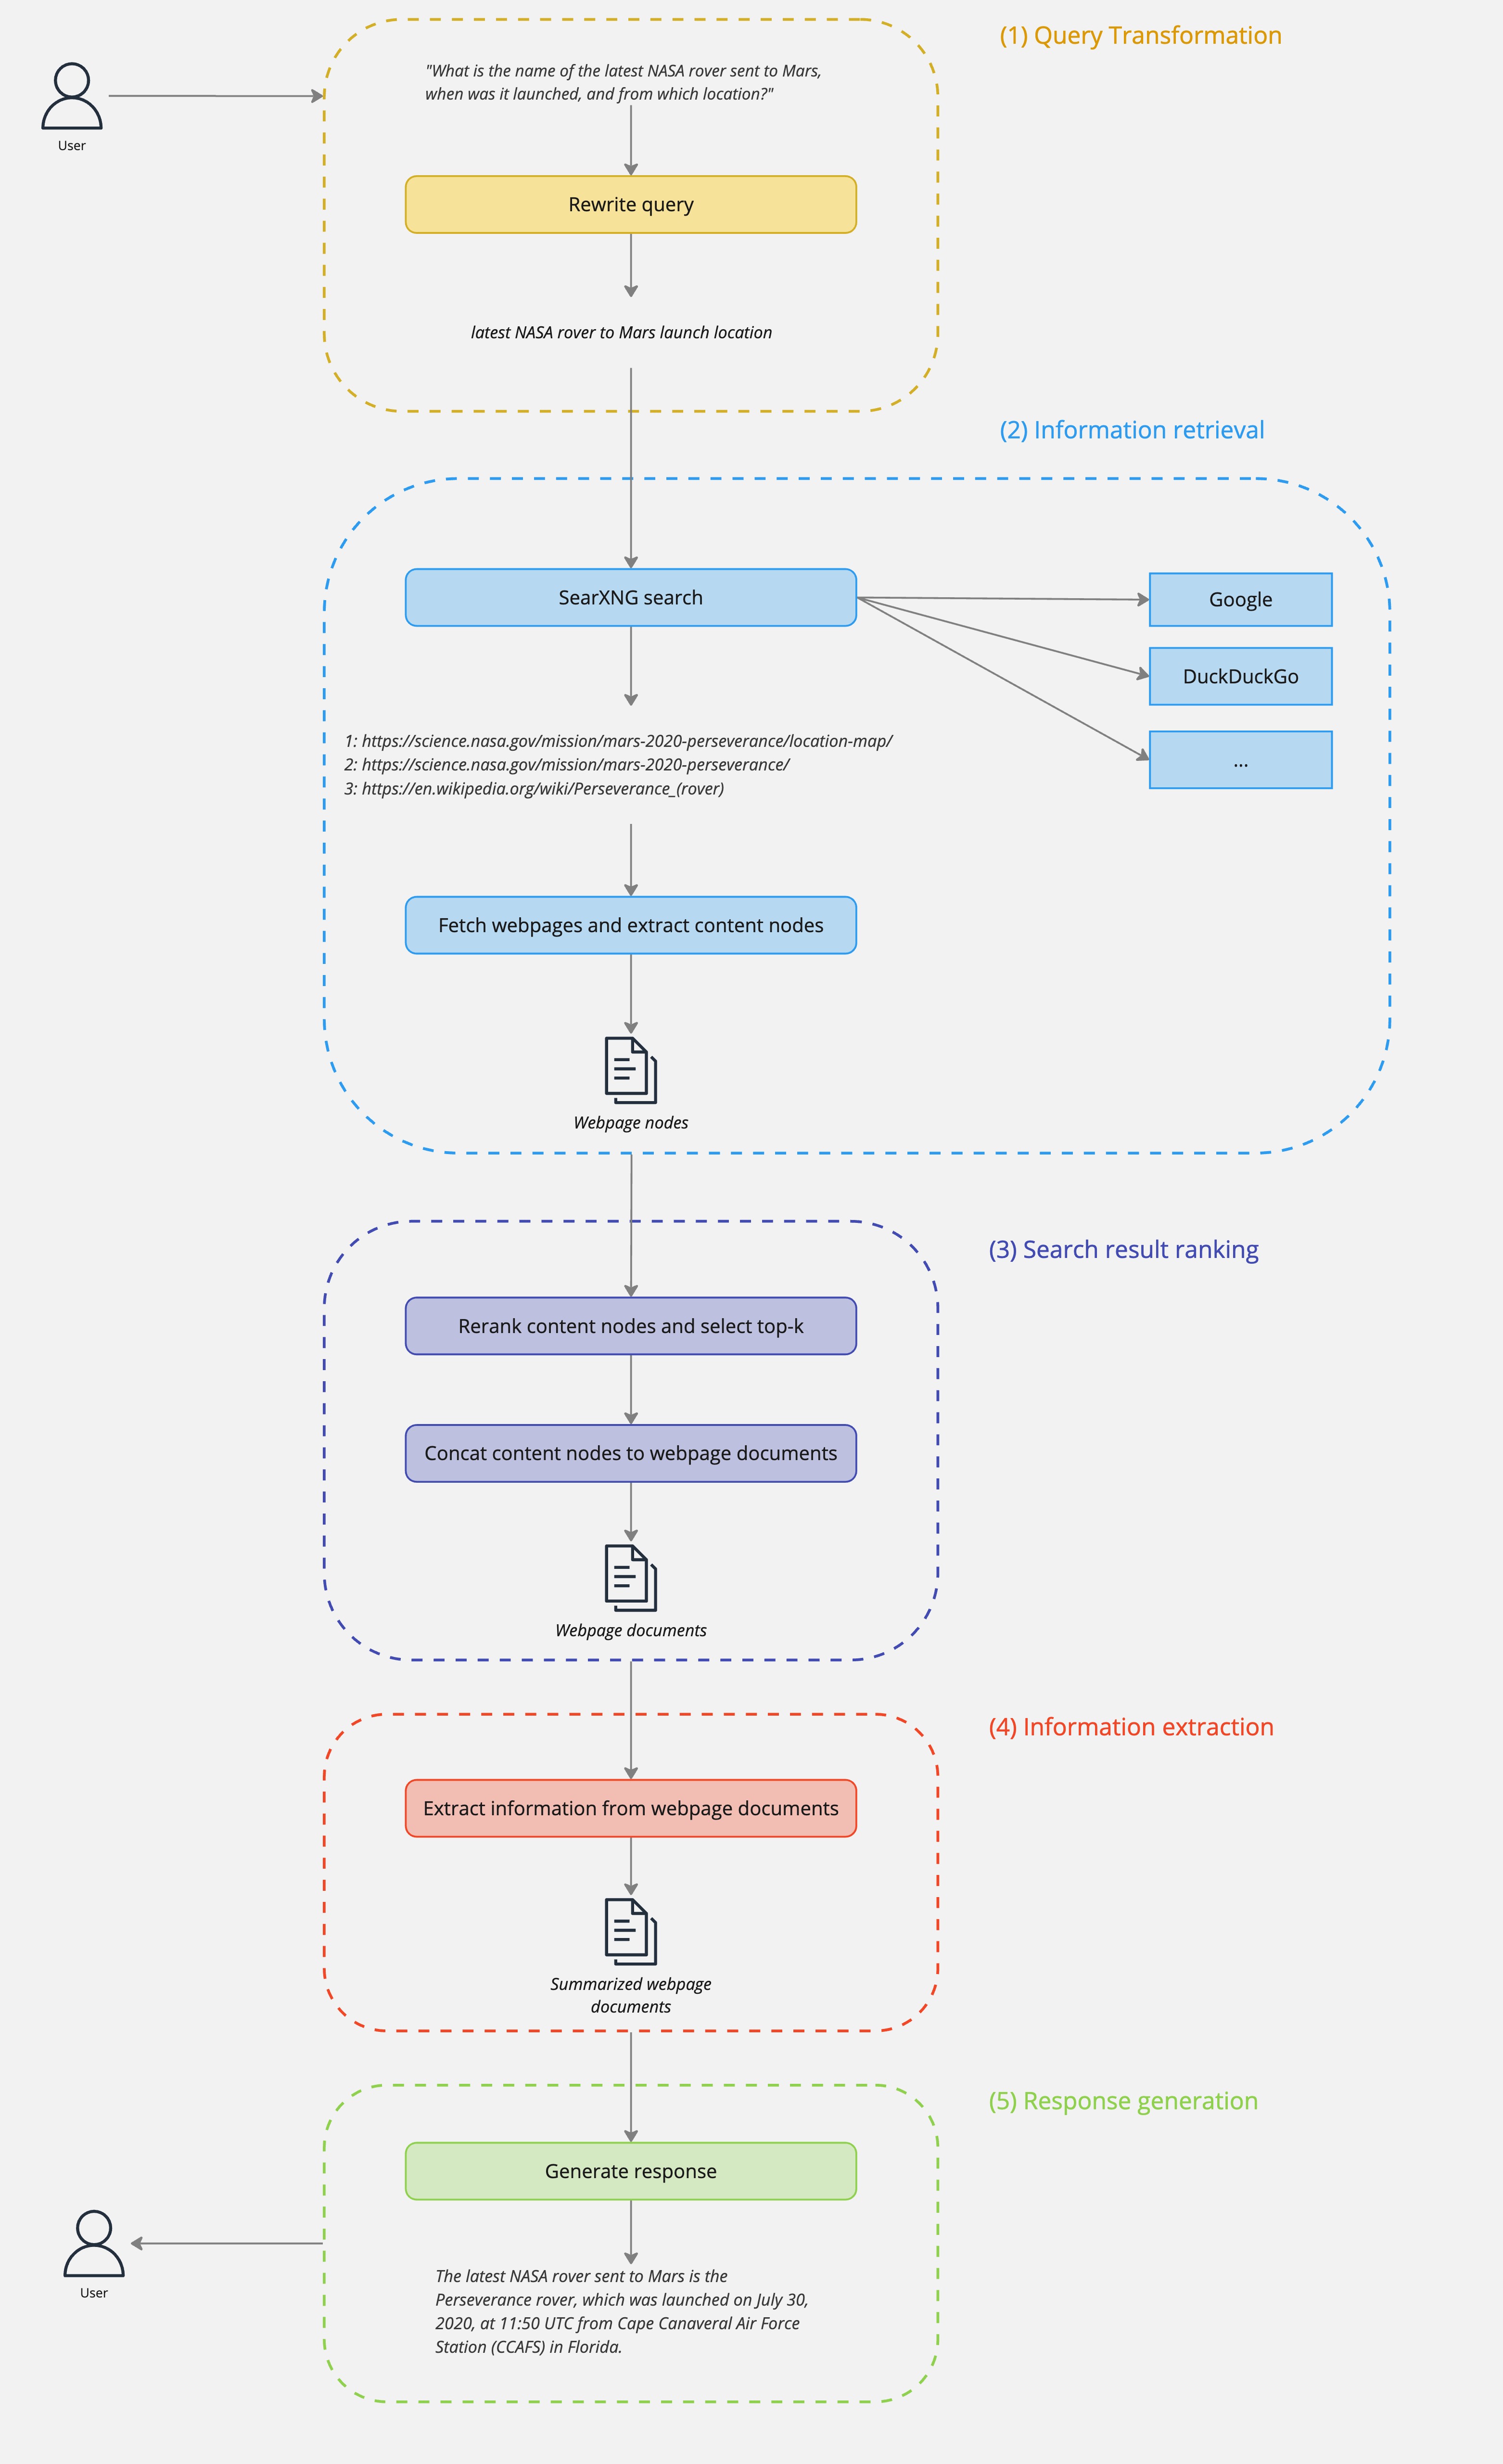 (1) Query Transformation
"What is the name of the latest NASA rover sent to Mars,
when was it launched, and from which location?"
User
Rewrite query
latest NASA rover to Mars launch location
(2) Information retrieval
SearXNG search
Google
DuckDuckGo
...
1: https://science.nasa.gov/mission/mars-2020-perseverance/location-map/
2: https://science.nasa.gov/mission/mars-2020-perseverance/
3: https://en.wikipedia.org/wiki/Perseverance_(rover)
Fetch webpages and extract content nodes
Webpage nodes
(3) Search result ranking
Rerank content nodes and select top-k
Concat content nodes to webpage documents
Webpage documents
(4) Information extraction
Extract information from webpage documents
Summarized webpage
documents
(5) Response generation
Generate response
User
The latest NASA rover sent to Mars is the
Perseverance rover, which was launched on July 30,
2020, at 11:50 UTC from Cape Canaveral Air Force
Station (CCAFS) in Florida.